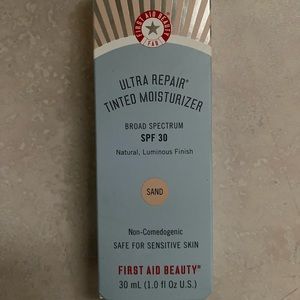 FIRST AID BEAUTY
FAB
ULTRA REPAIR®
TINTED MOISTURIZER
BROAD SPECTRUM
SPF 30
Natural, Luminous Finish
SAND
Non-Comedogenic
SAFE FOR SENSITIVE SKIN
FIRST AID BEAUTY®
30 mL (1.0 fl Oz U.S.)